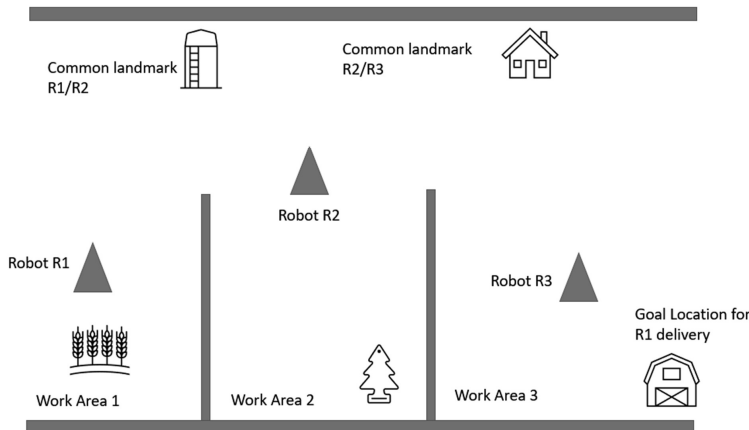 Common landmark
R1/R2
Common landmark
R2/R3
Robot R2
Robot R1
Robot R3
Goal Location for
R1 delivery
Work Area 1
Work Area 2
Work Area 3